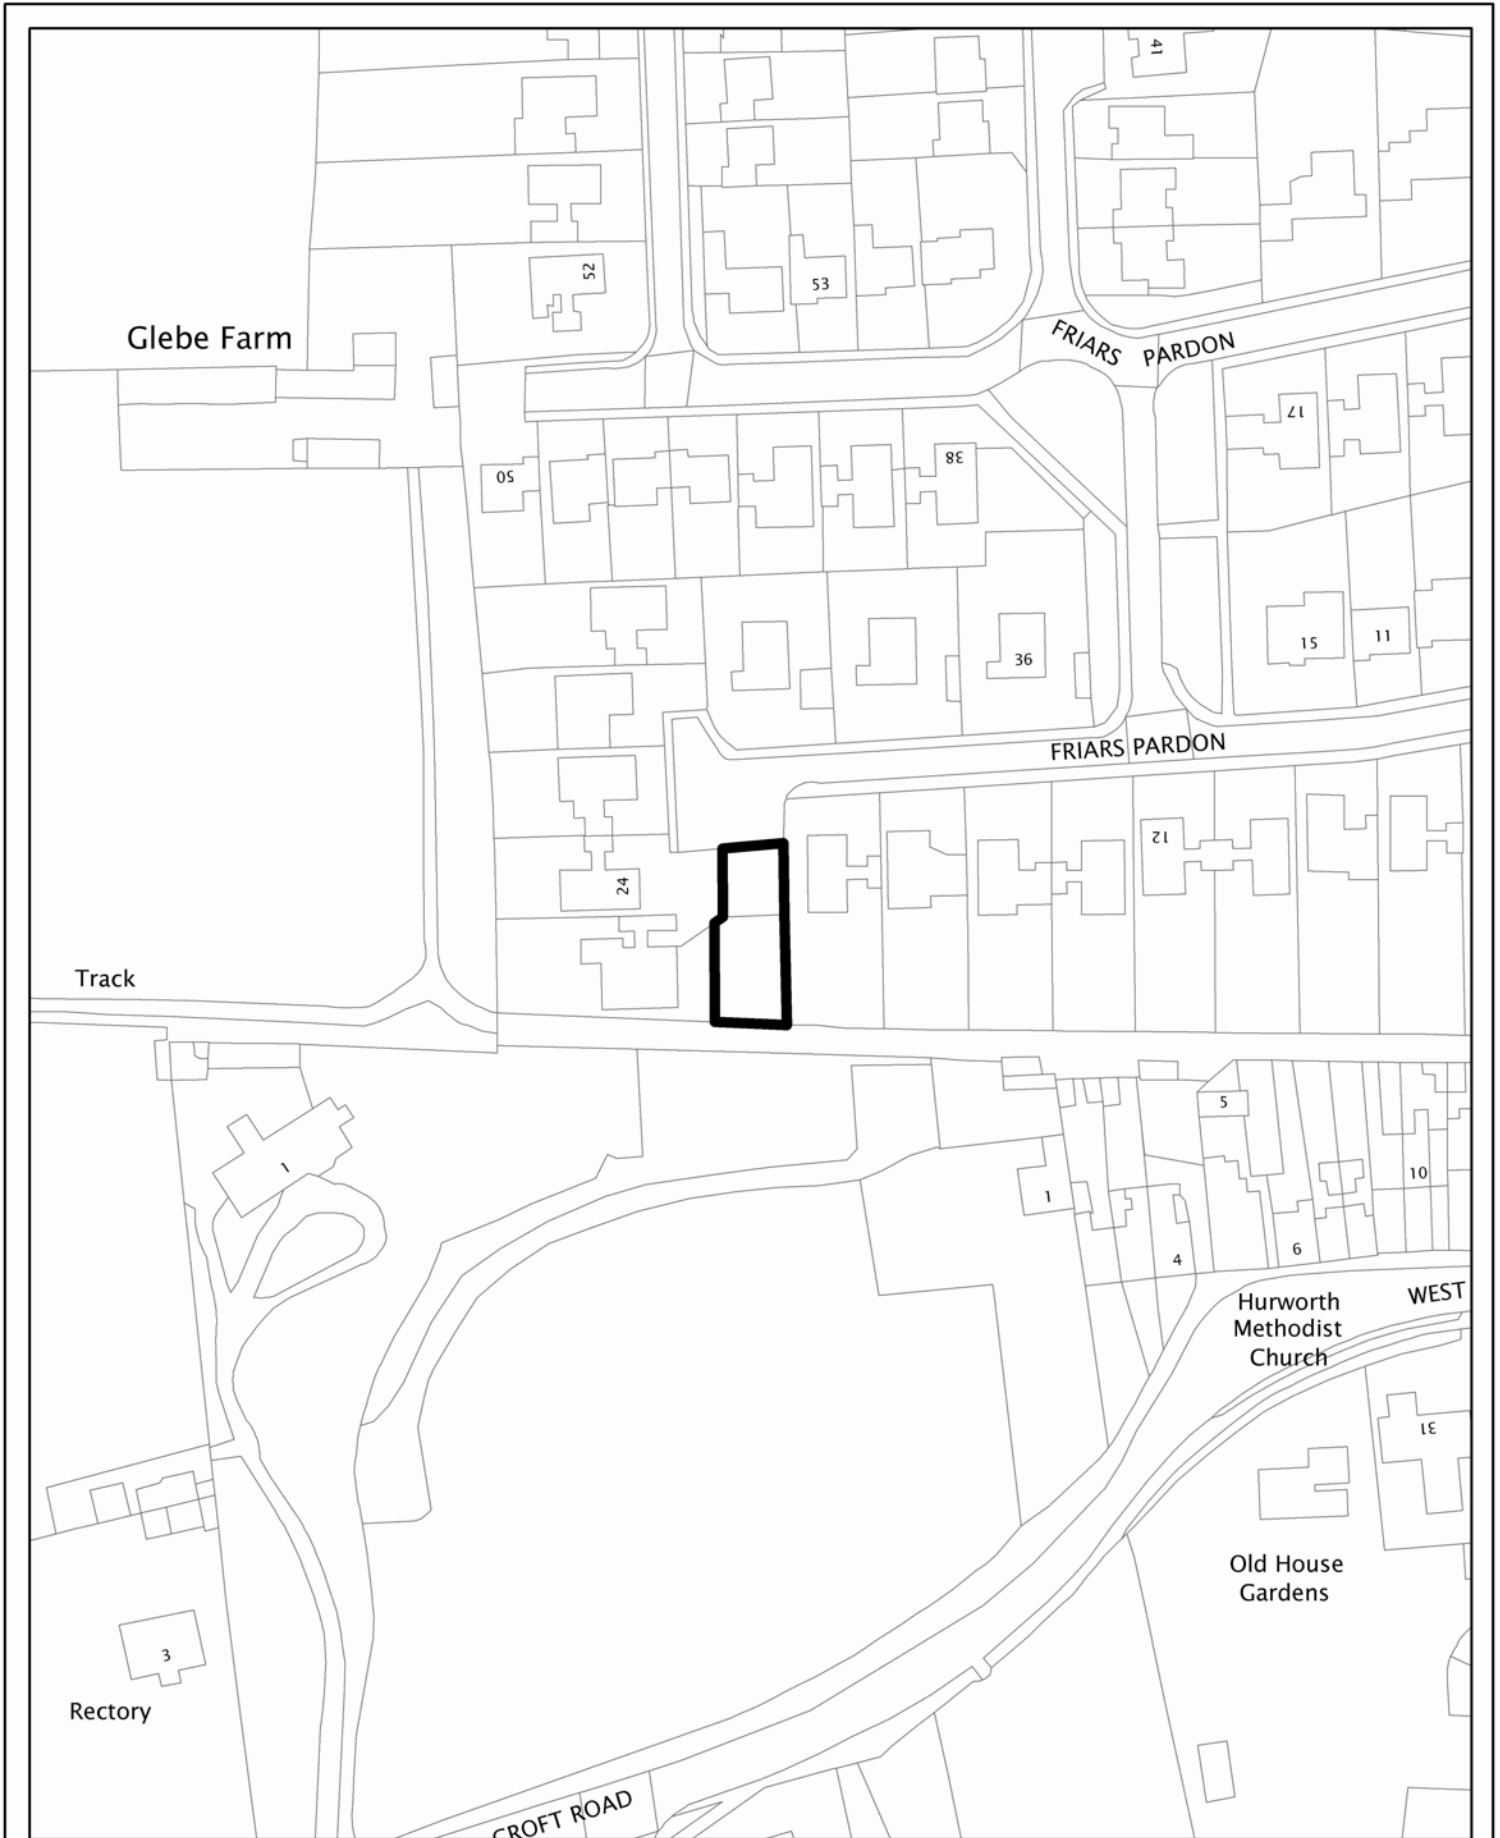 41
52
53
Glebe Farm
FRIARS PARDON
17
50
38
15
11
36
FRIARS PARDON
12
24
Track
5
1
10
1
4
6
Hurworth
Methodist
Church
WEST
31
Old House
Gardens
3
Rectory
CROFT ROAD